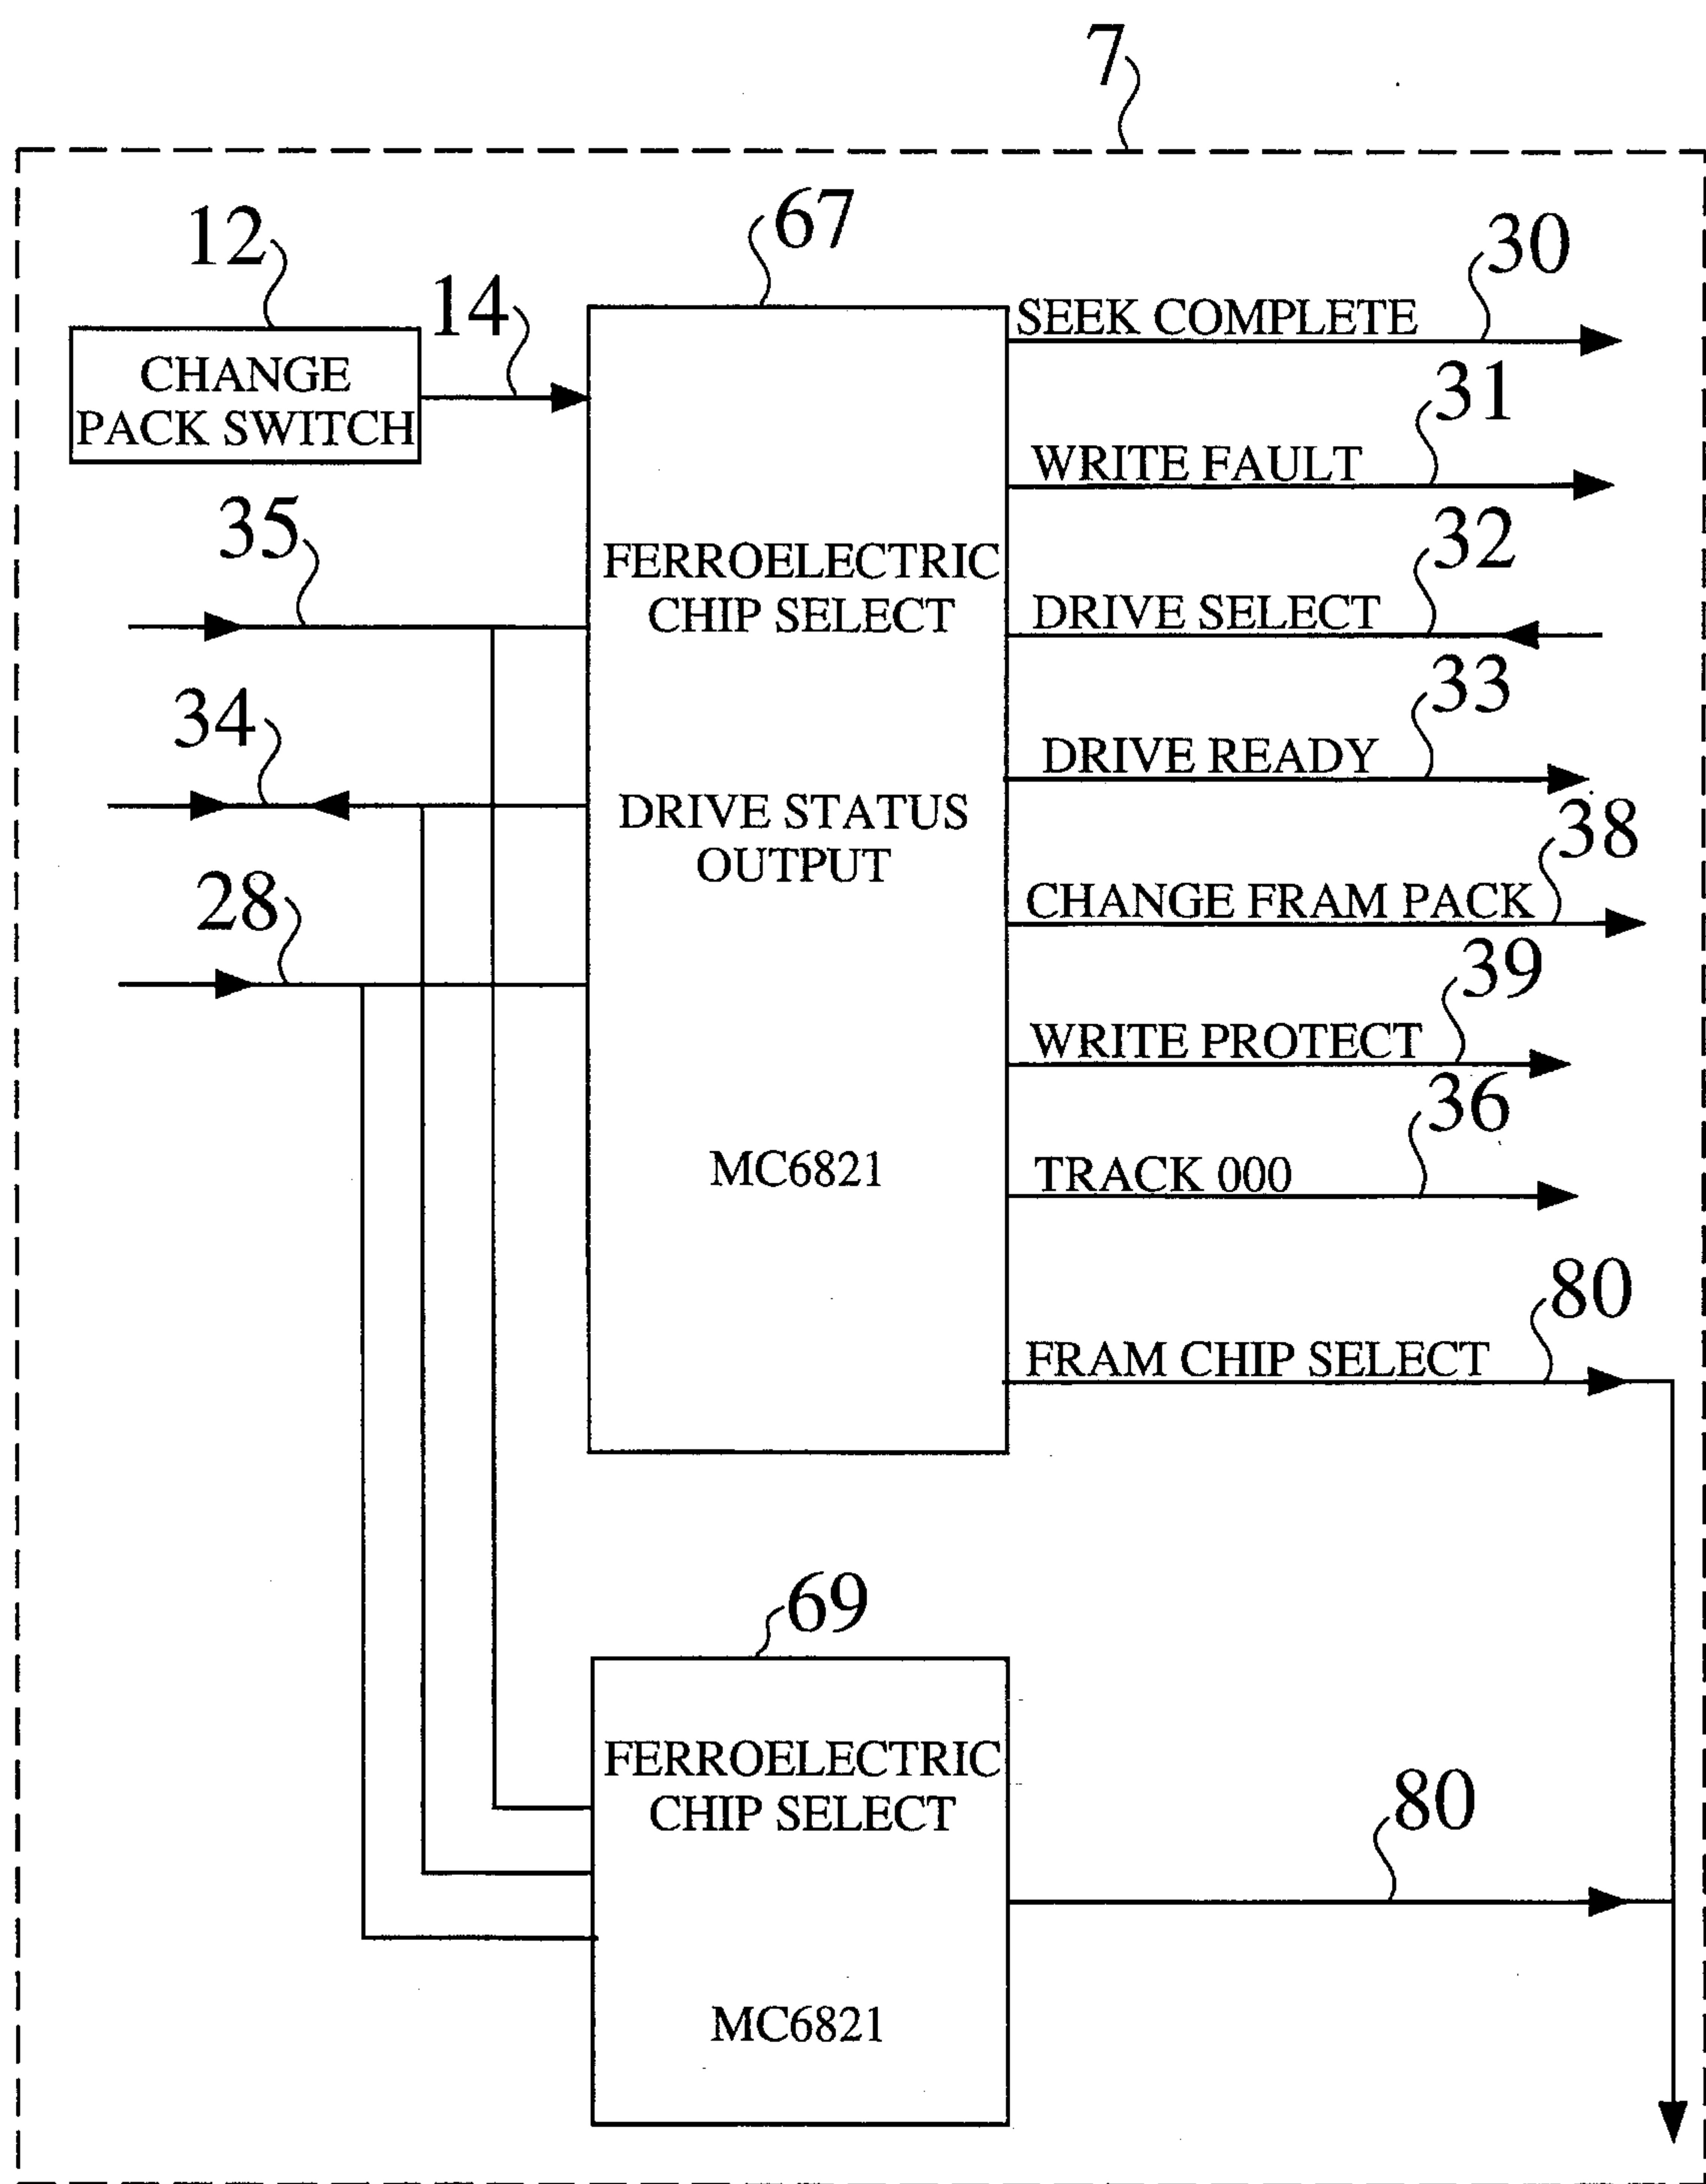 7
12
CHANGE
PACK SWITCH
14
67
35
34
28
FERROELECTRIC
CHIP SELECT
DRIVE STATUS
OUTPUT
MC6821
30
SEEK COMPLETE
31
WRITE FAULT
32
DRIVE SELECT
33
DRIVE READY
38
CHANGE FRAM PACK
39
WRITE PROTECT
36
TRACK 000
80
FRAM CHIP SELECT
69
FERROELECTRIC
CHIP SELECT
MC6821
80